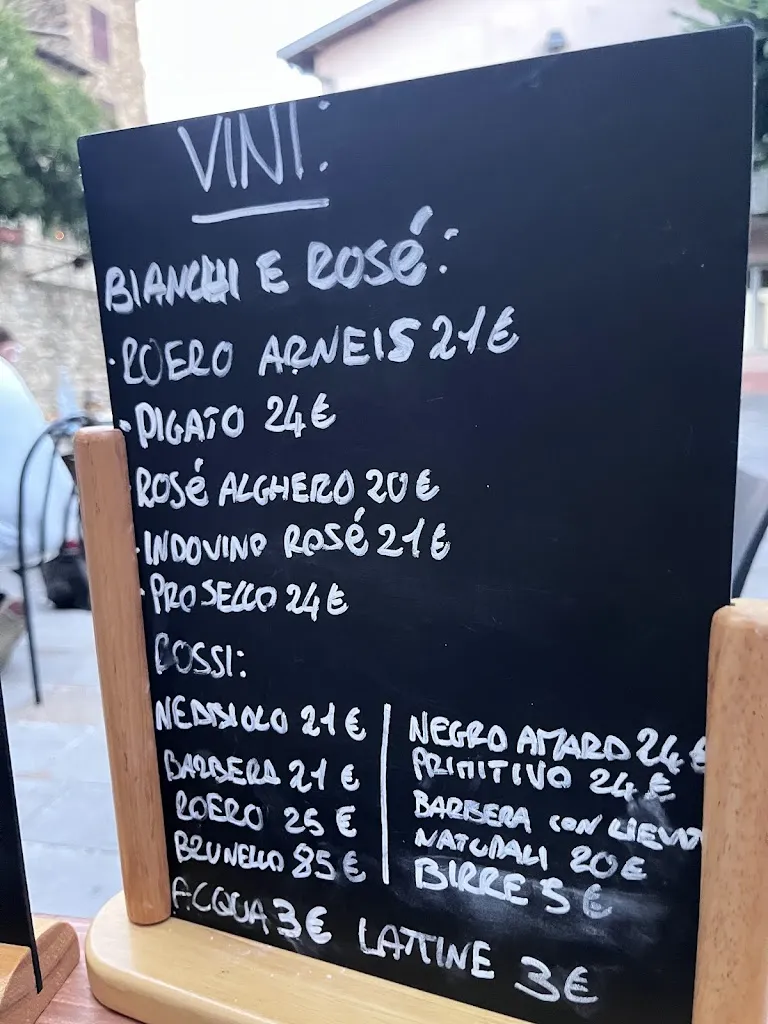 VINI:
BIANCHI E ROSÉ:
· ROERO ARNEIS 21€
- PIGATO 24€
ROSÉ ALGHERO 20€
· INDOVINO ROSÉ 21€
· PROSECCO 24€
ROSSI:
NEBBIOLO 21€
BARBERA 21€
ROERO 25€
BRUNELLO 85€
NEGRO AMARO 24€
PRIMITIVO 24€
BARBERA CON LIEVITI
NATURALI 20€
BIRRE 5€
ACQUA 3€ LATTINE 3€